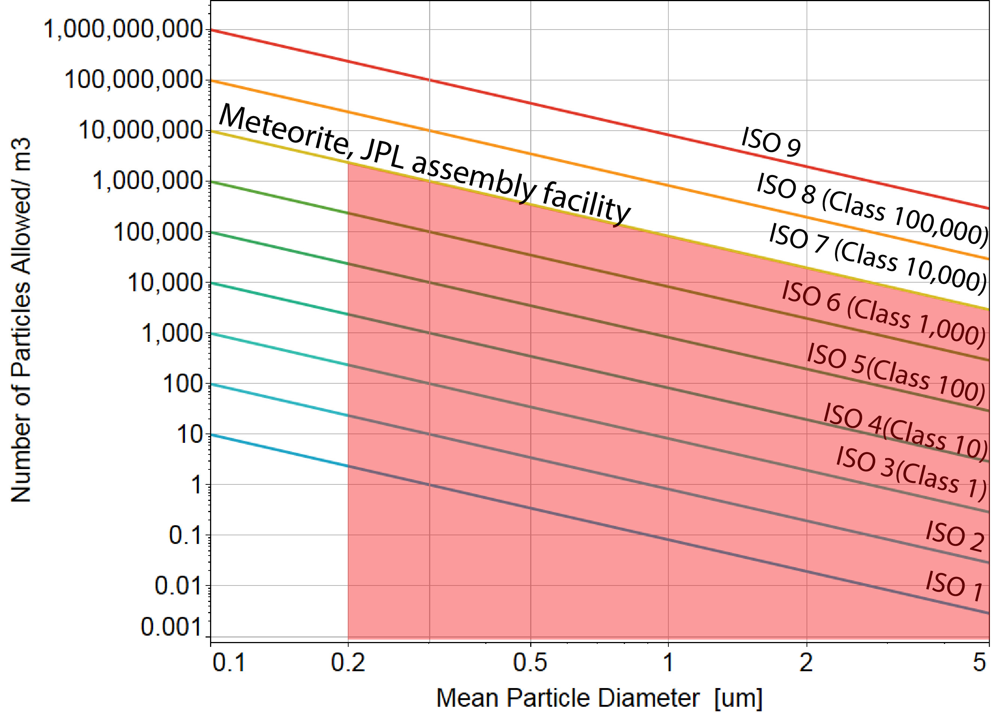 Number of Particles Allowed/ m3
1,000,000,000
100,000,000
10,000,000
1,000,000
100,000
10,000
1,000
100
10
1
0.1
0.01
0.001
Meteorite, JPL assembly facility
ISO 9
ISO 8 (Class 100,000)
ISO 7 (Class 10,000)
ISO 6 (Class 1,000)
ISO 5(Class 100)
ISO 4(Class 10)
ISO 3(Class 1)
ISO 2
ISO 1
0.1 0.2 0.5 1 2 5
Mean Particle Diameter [um]